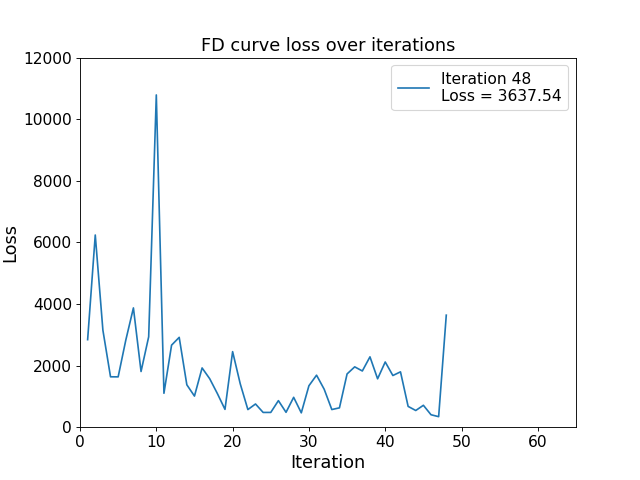 FD curve loss over iterations
12000
10000
8000
6000
4000
2000
0
Loss
Iteration 48
Loss = 3637.54
0 10 20 30 40 50 60
Iteration